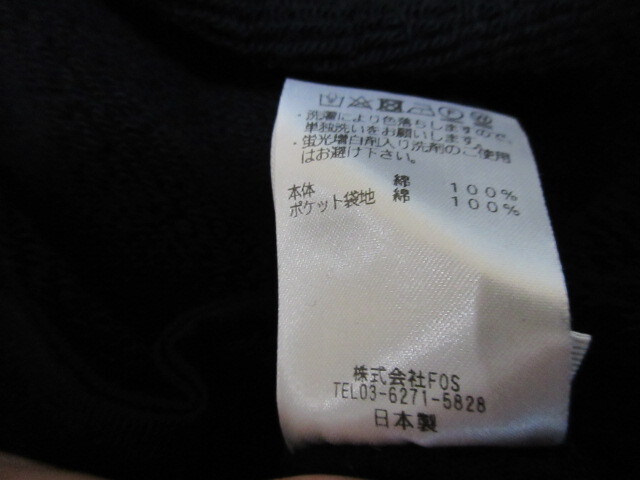 ・洗濯により色落ちしますので、
単独洗いをお願いします。
・蛍光増白剤入り洗剤のご使用
はお避け下さい。
本体 綿 100%
ポケット袋地 綿 100%
株式会社FOS
TEL03-6271-5828
日本製